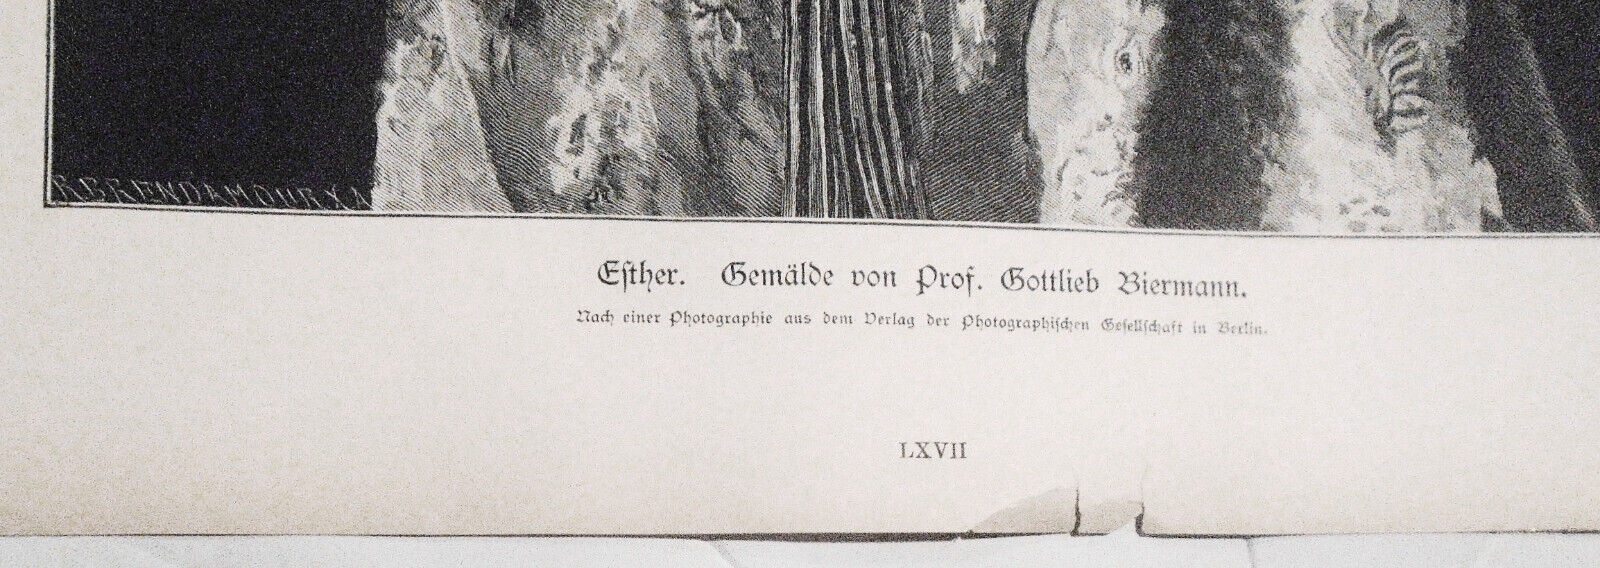 R. BRENDAMOUR X.A.
Esther. Gemälde von Prof. Gottlieb Biermann.
Nach einer Photographie aus dem Verlag der Photographischen Gesellschaft in Berlin.
LXVII